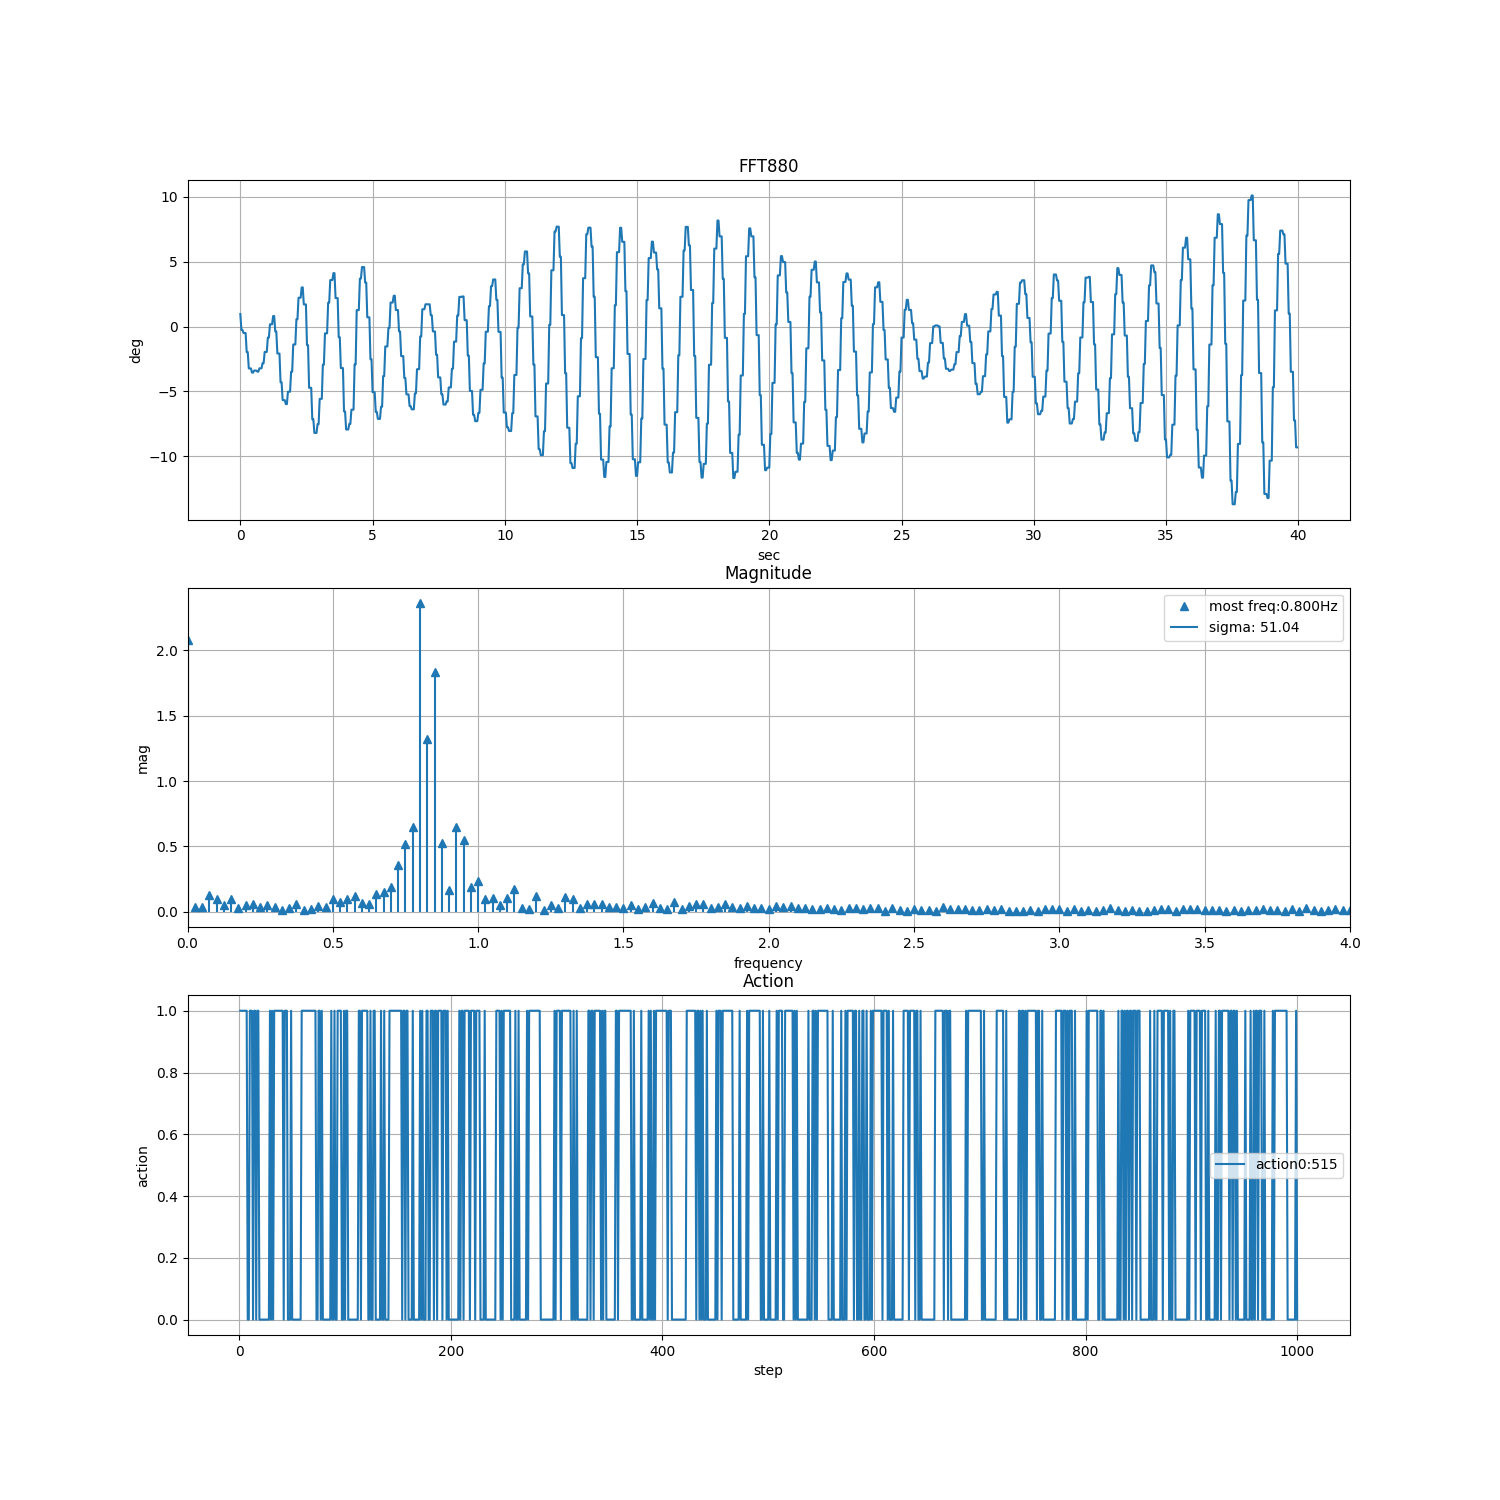 FFT880
10
5
0
−5
−10
deg
0 5 10 15 20 25 30 35 40
sec
Magnitude
most freq:0.800Hz
sigma: 51.04
2.0
1.5
1.0
0.5
0.0
mag
0.0 0.5 1.0 1.5 2.0 2.5 3.0 3.5 4.0
frequency
Action
1.0
0.8
0.6
0.4
0.2
0.0
action
action0:515
0 200 400 600 800 1000
step